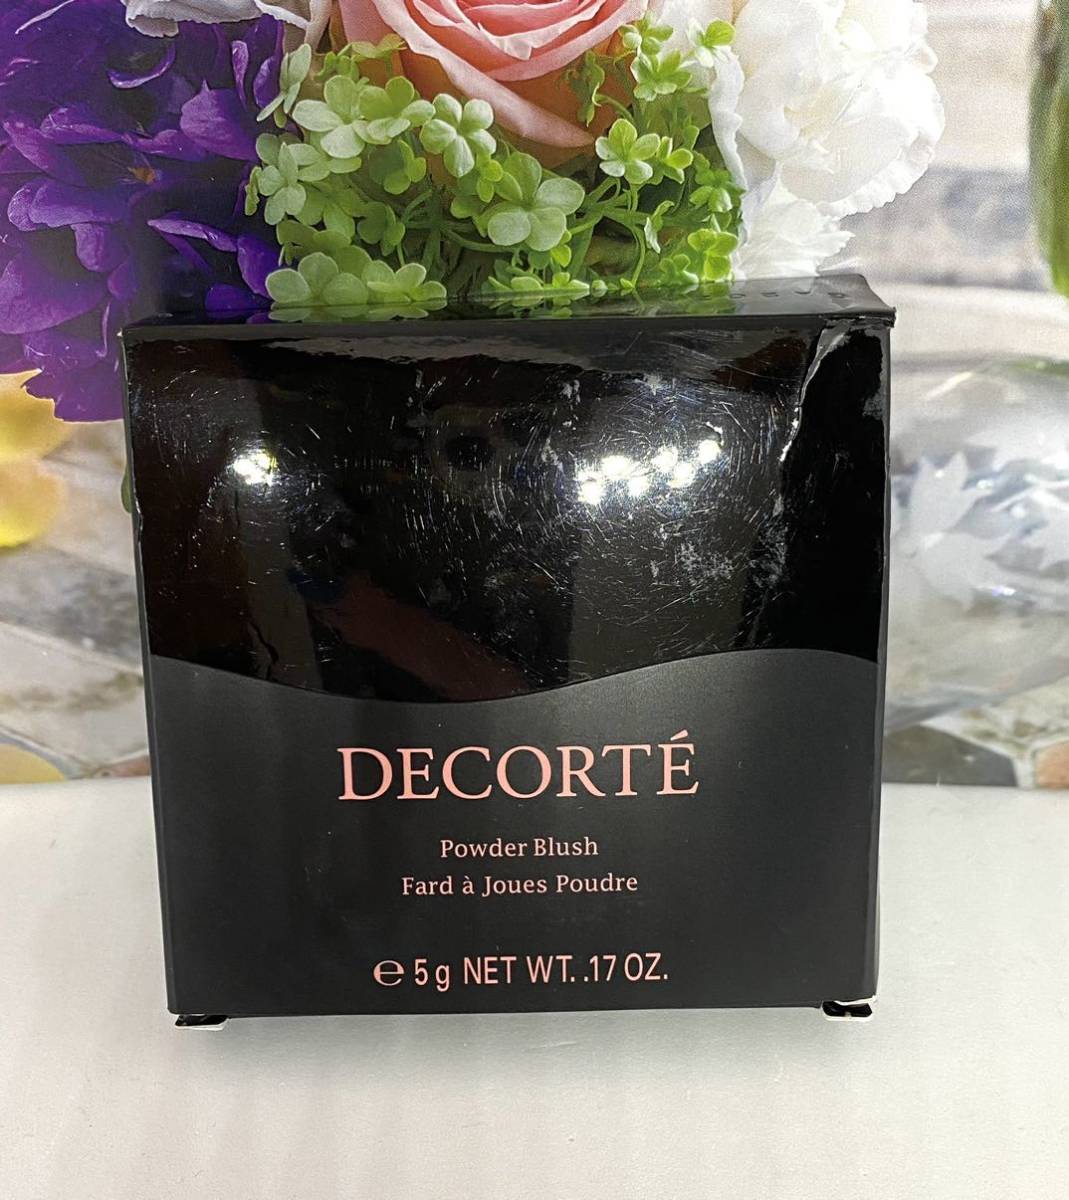 DECORTÉ
Powder Blush
Fard à Joues Poudre
℮ 5 g NET WT. .17 OZ.